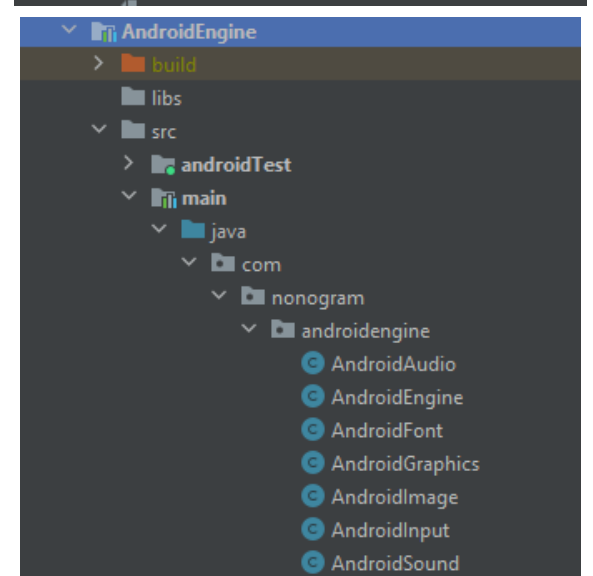 AndroidEngine
build
libs
src
androidTest
main
java
com
nonogram
androidengine
AndroidAudio
AndroidEngine
AndroidFont
AndroidGraphics
AndroidImage
AndroidInput
AndroidSound